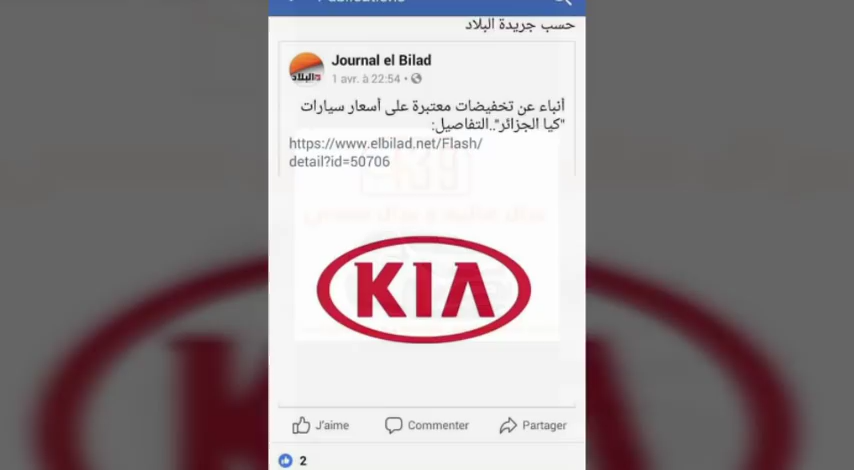 حسب جريدة البلاد
Journal el Bilad
1 avr. à 22:54
أنباء عن تخفيضات معتبرة على أسعار سيارات
"كيا الجزائر"..التفاصيل:
https://www.elbilad.net/Flash/
detail?id=50706
KIA
J'aime
Commenter
Partager
2